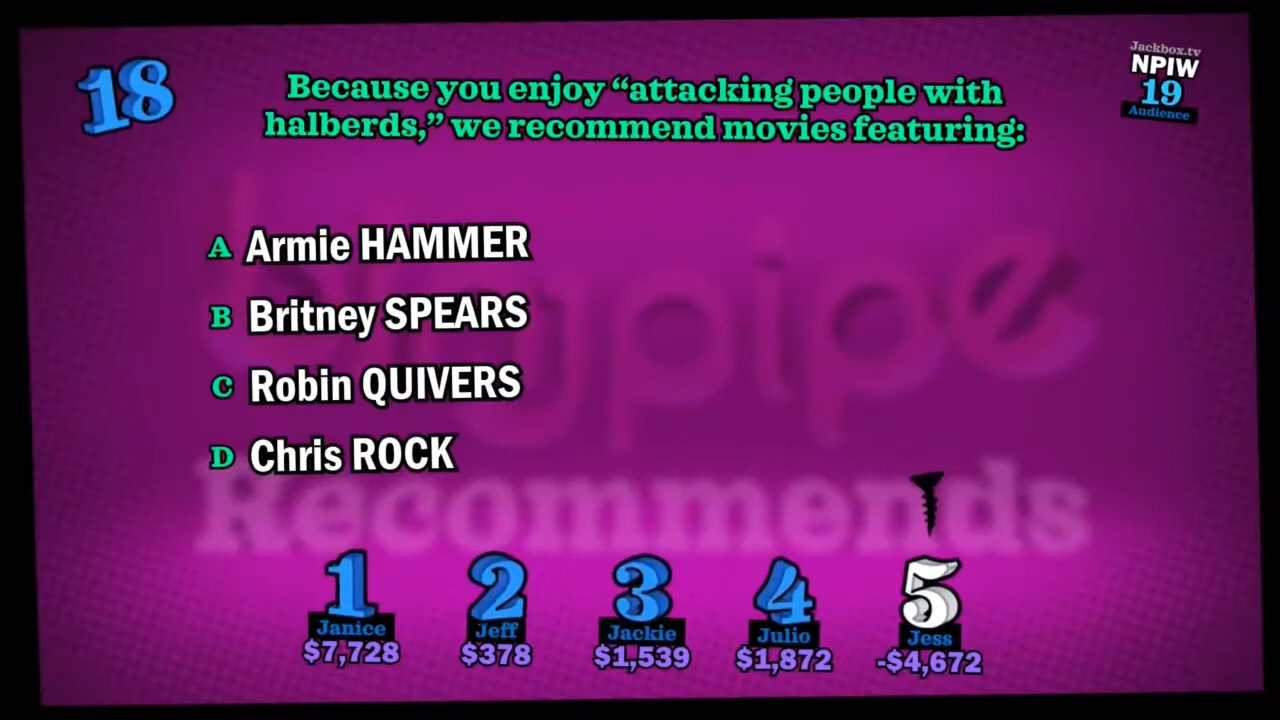 18
Because you enjoy “attacking people with
halberds,” we recommend movies featuring:
Jackbox.tv
NPIW
19
Audience
A Armie HAMMER
B Britney SPEARS
C Robin QUIVERS
D Chris ROCK
Recommends
1 2 3 4 5
Janice Jeff Jackie Julio Jess
$7,728 $378 $1,539 $1,872 -$4,672